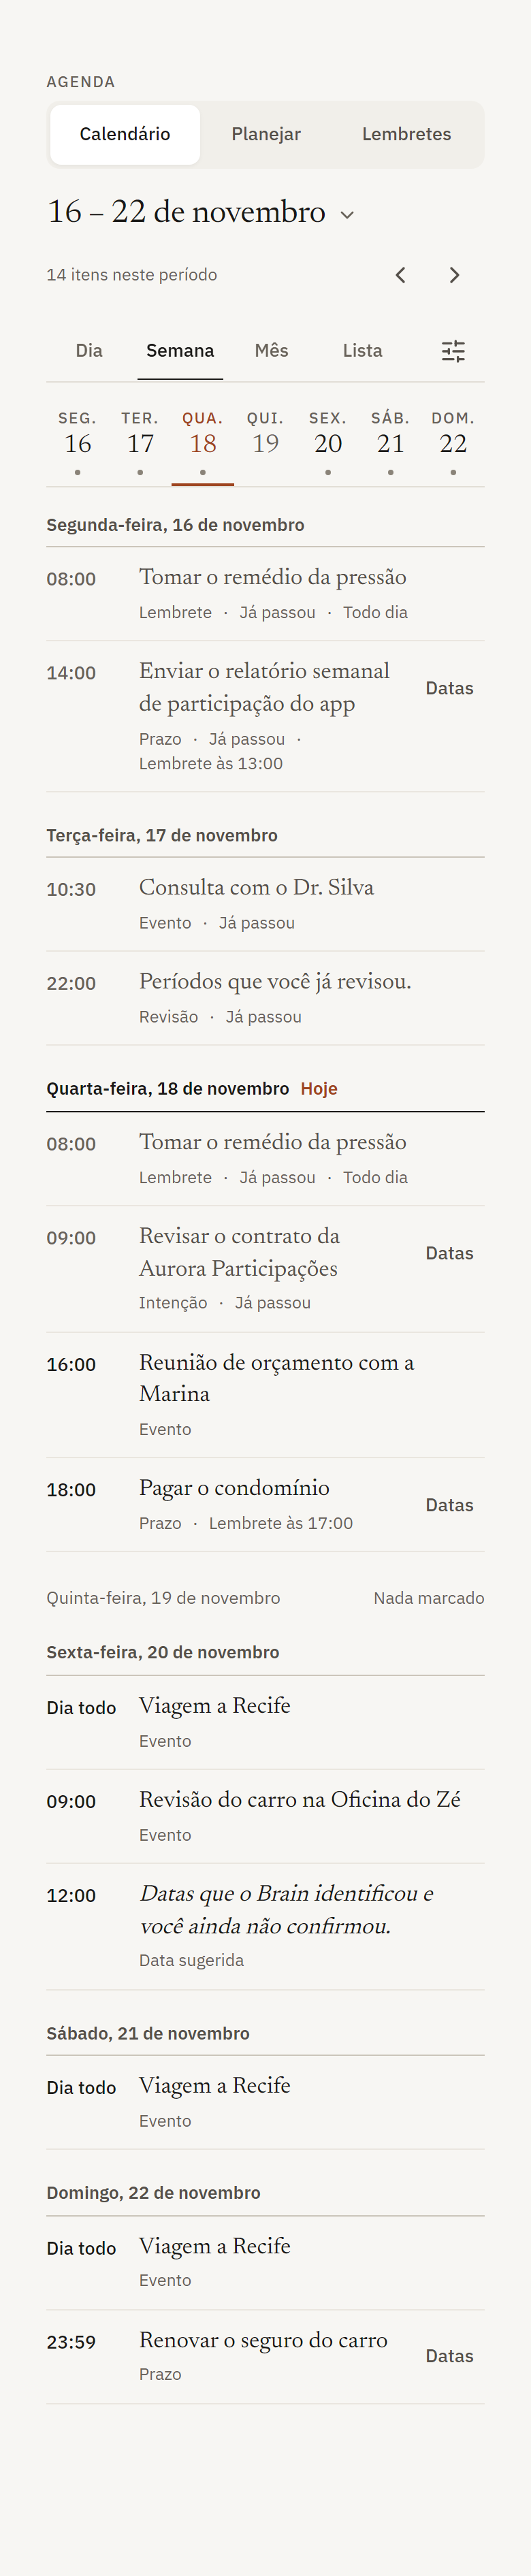 AGENDA
Calendário Planejar Lembretes
16 – 22 de novembro
14 itens neste período
Dia Semana Mês Lista
SEG. TER. QUA. QUI. SEX. SÁB. DOM.
16 17 18 19 20 21 22
Segunda-feira, 16 de novembro
08:00 Tomar o remédio da pressão
Lembrete · Já passou · Todo dia
14:00 Enviar o relatório semanal
de participação do app
Datas
Prazo · Já passou ·
Lembrete às 13:00
Terça-feira, 17 de novembro
10:30 Consulta com o Dr. Silva
Evento · Já passou
22:00 Períodos que você já revisou.
Revisão · Já passou
Quarta-feira, 18 de novembro Hoje
08:00 Tomar o remédio da pressão
Lembrete · Já passou · Todo dia
09:00 Revisar o contrato da
Aurora Participações
Datas
Intenção · Já passou
16:00 Reunião de orçamento com a
Marina
Evento
18:00 Pagar o condomínio
Datas
Prazo · Lembrete às 17:00
Quinta-feira, 19 de novembro Nada marcado
Sexta-feira, 20 de novembro
Dia todo Viagem a Recife
Evento
09:00 Revisão do carro na Oficina do Zé
Evento
12:00 Datas que o Brain identificou e
você ainda não confirmou.
Data sugerida
Sábado, 21 de novembro
Dia todo Viagem a Recife
Evento
Domingo, 22 de novembro
Dia todo Viagem a Recife
Evento
23:59 Renovar o seguro do carro
Datas
Prazo